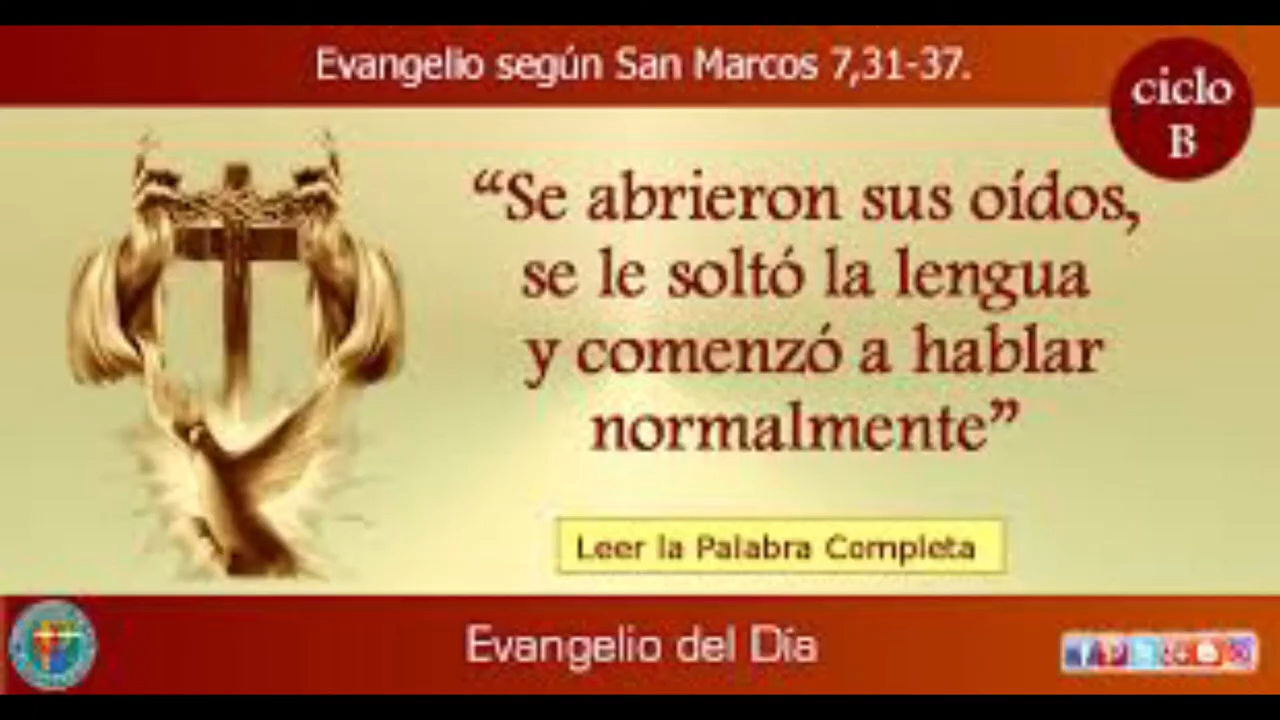 Evangelio según San Marcos 7,31-37.
ciclo
B
“Se abrieron sus oídos,
se le soltó la lengua
y comenzó a hablar
normalmente”
Leer la Palabra Completa
Evangelio del Día